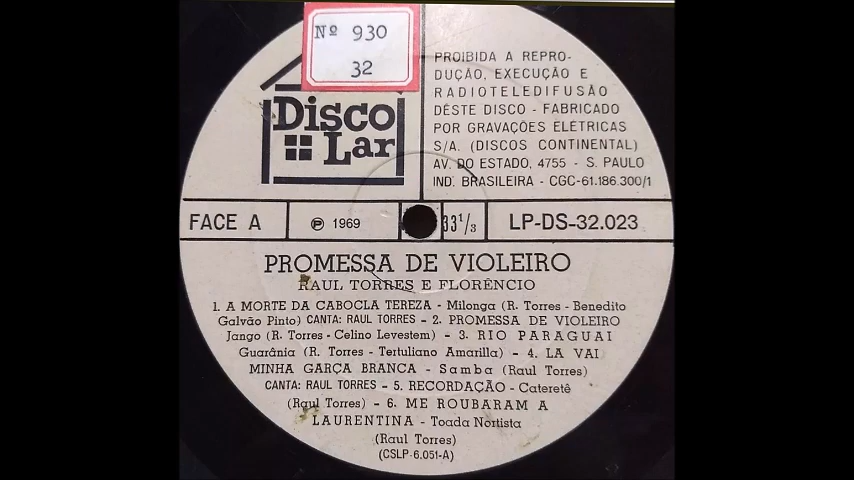 Nº 930
32
Disco
Lar
PROIBIDA A REPRO-
DUÇÃO, EXECUÇÃO E
RADIOTELEDIFUSÃO
DÊSTE DISCO - FABRICADO
POR GRAVAÇÕES ELÉTRICAS
S/A. (DISCOS CONTINENTAL)
AV. DO ESTADO, 4755 - S. PAULO
IND. BRASILEIRA - CGC-61.186.300/1
FACE A
Ⓟ 1969
33¹/₃
LP-DS-32.023
PROMESSA DE VIOLEIRO
RAUL TORRES E FLORÊNCIO
1. A MORTE DA CABOCLA TEREZA - Milonga (R. Torres - Benedito
Galvão Pinto) CANTA: RAUL TORRES - 2. PROMESSA DE VIOLEIRO
Jango (R. Torres - Celino Levestem) - 3. RIO PARAGUAI
Guarânia (R. Torres - Tertuliano Amarilla) - 4. LA VAI
MINHA GARÇA BRANCA - Samba (Raul Torres)
CANTA: RAUL TORRES - 5. RECORDAÇÃO - Cateretê
(Raul Torres) - 6. ME ROUBARAM A
LAURENTINA - Toada Nortista
(Raul Torres)
(CSLP-6.051-A)